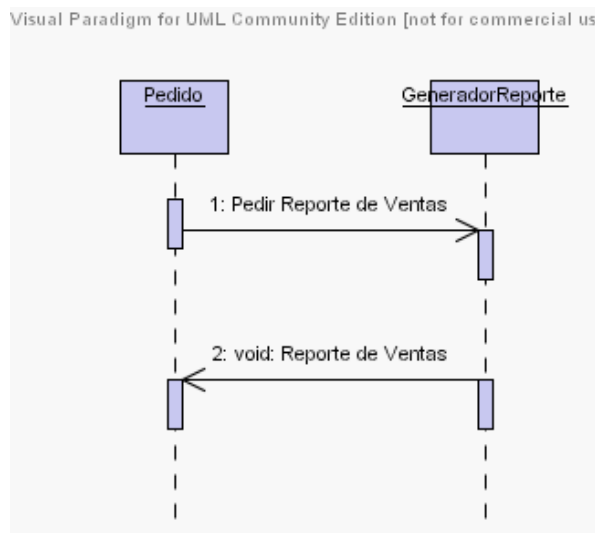 Visual Paradigm for UML Community Edition [not for commercial us
Pedido
GeneradorReporte
1: Pedir Reporte de Ventas
2: void: Reporte de Ventas